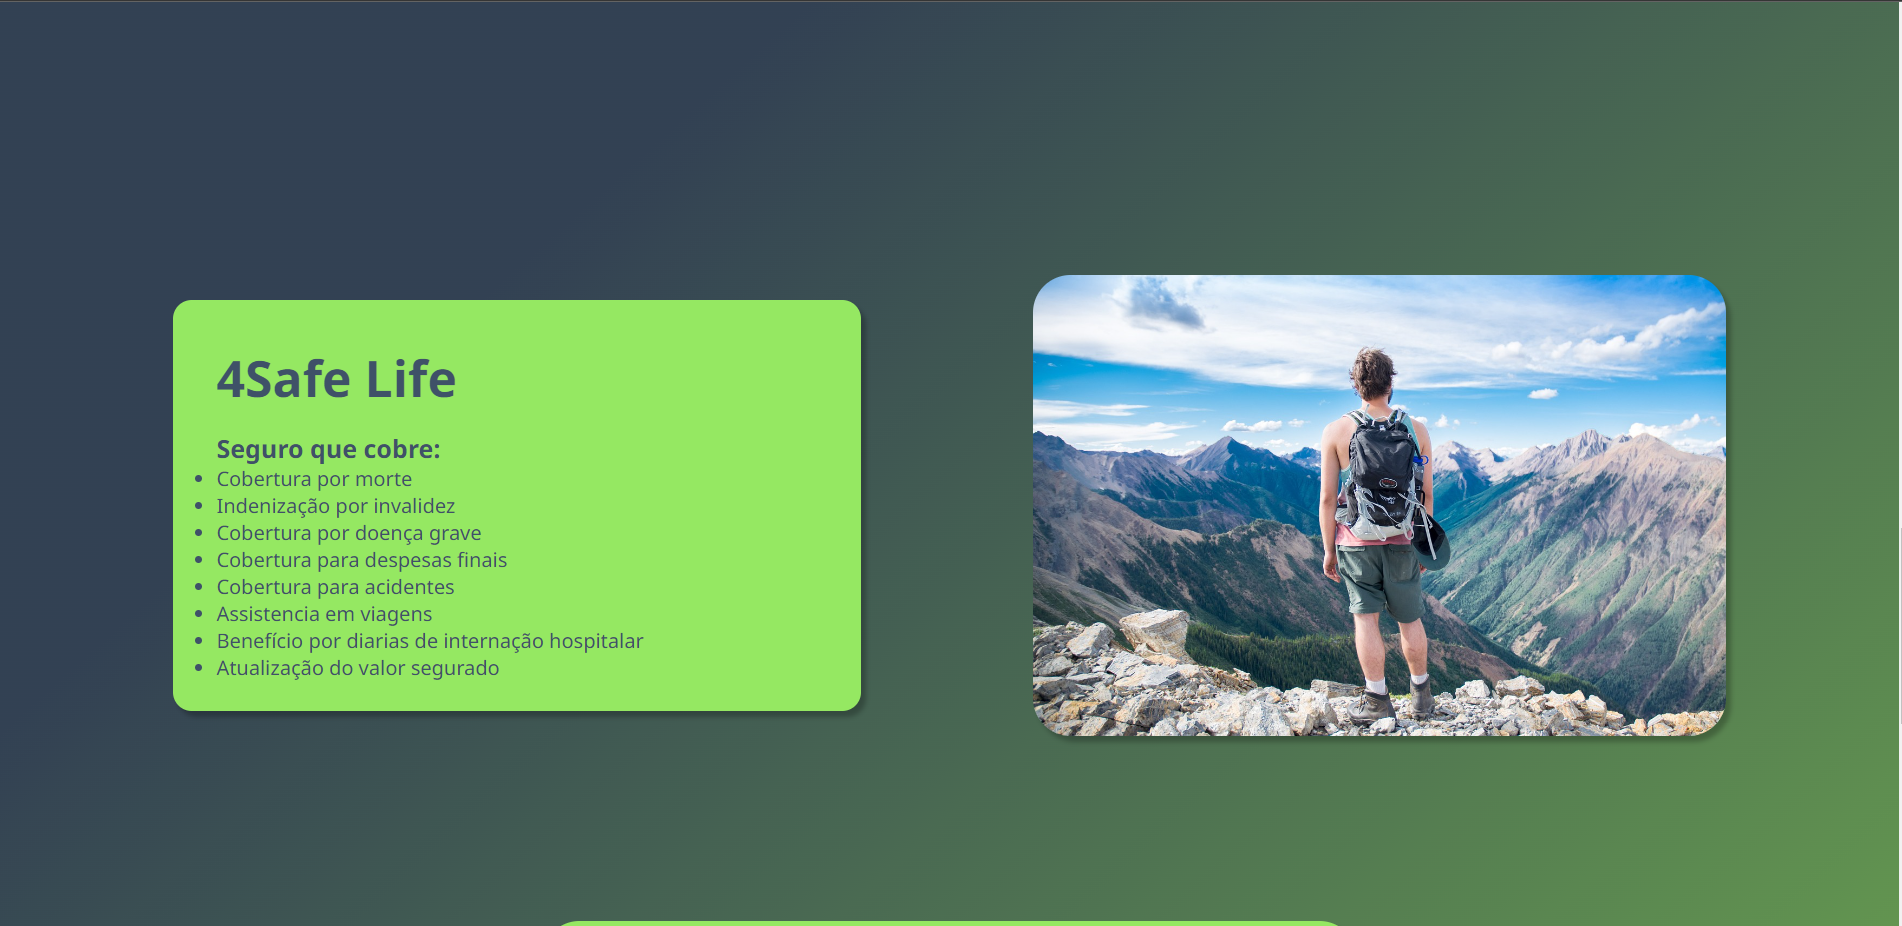 4Safe Life
Seguro que cobre:
Cobertura por morte
Indenização por invalidez
Cobertura por doença grave
Cobertura para despesas finais
Cobertura para acidentes
Assistencia em viagens
Benefício por diarias de internação hospitalar
Atualização do valor segurado